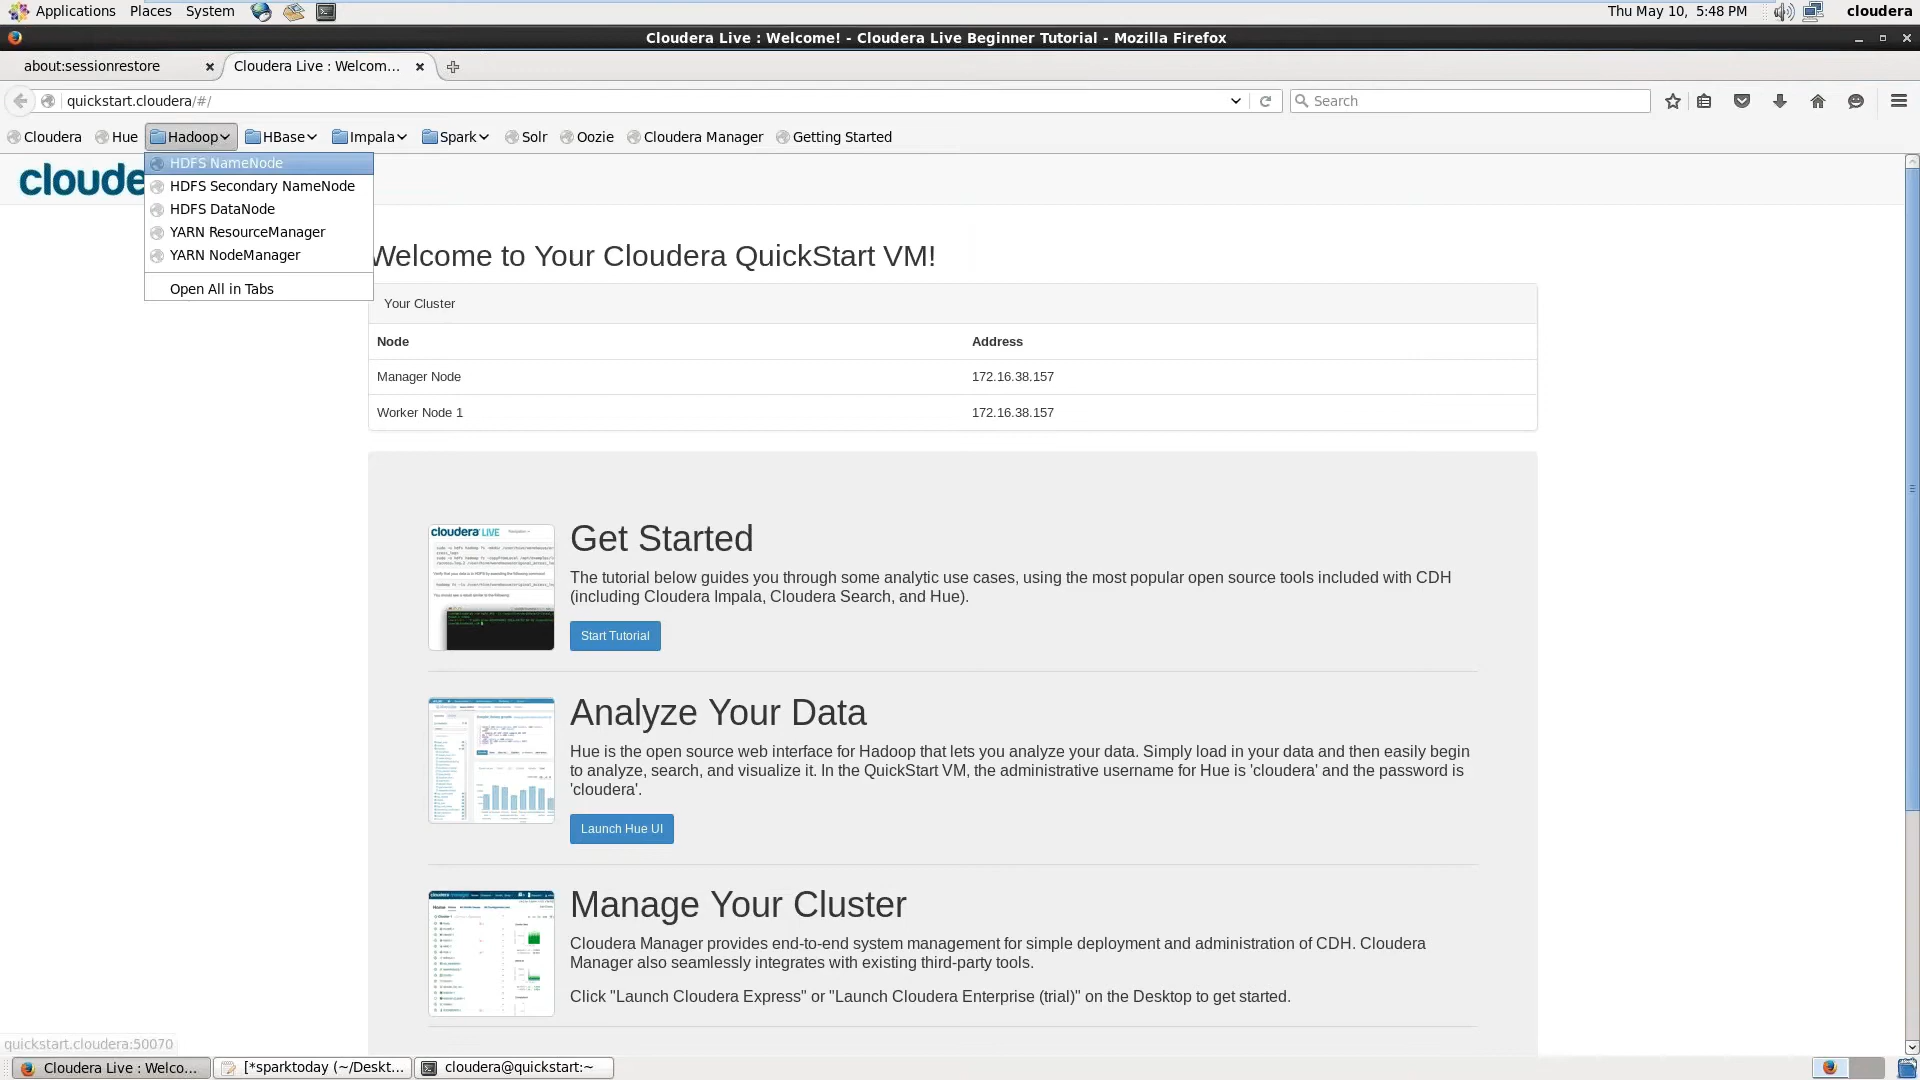 Applications Places System Thu May 10, 5:48 PM cloudera
Cloudera Live : Welcome! - Cloudera Live Beginner Tutorial - Mozilla Firefox
about:sessionrestore Cloudera Live : Welcom...
quickstart.cloudera/#/ Search
Cloudera Hue Hadoop HBase Impala Spark Solr Oozie Cloudera Manager Getting Started
HDFS NameNode
HDFS Secondary NameNode
HDFS DataNode
YARN ResourceManager
YARN NodeManager
Open All in Tabs
cloude
Welcome to Your Cloudera QuickStart VM!
Your Cluster
Node Address
Manager Node 172.16.38.157
Worker Node 1 172.16.38.157
cloudera LIVE
Get Started
The tutorial below guides you through some analytic use cases, using the most popular open source tools included with CDH
(including Cloudera Impala, Cloudera Search, and Hue).
Start Tutorial
Analyze Your Data
Hue is the open source web interface for Hadoop that lets you analyze your data. Simply load in your data and then easily begin
to analyze, search, and visualize it. In the QuickStart VM, the administrative username for Hue is 'cloudera' and the password is
'cloudera'.
Launch Hue UI
Manage Your Cluster
Cloudera Manager provides end-to-end system management for simple deployment and administration of CDH. Cloudera
Manager also seamlessly integrates with existing third-party tools.
Click "Launch Cloudera Express" or "Launch Cloudera Enterprise (trial)" on the Desktop to get started.
quickstart.cloudera:50070
Cloudera Live : Welco... [*sparktoday (~/Deskt... cloudera@quickstart:~